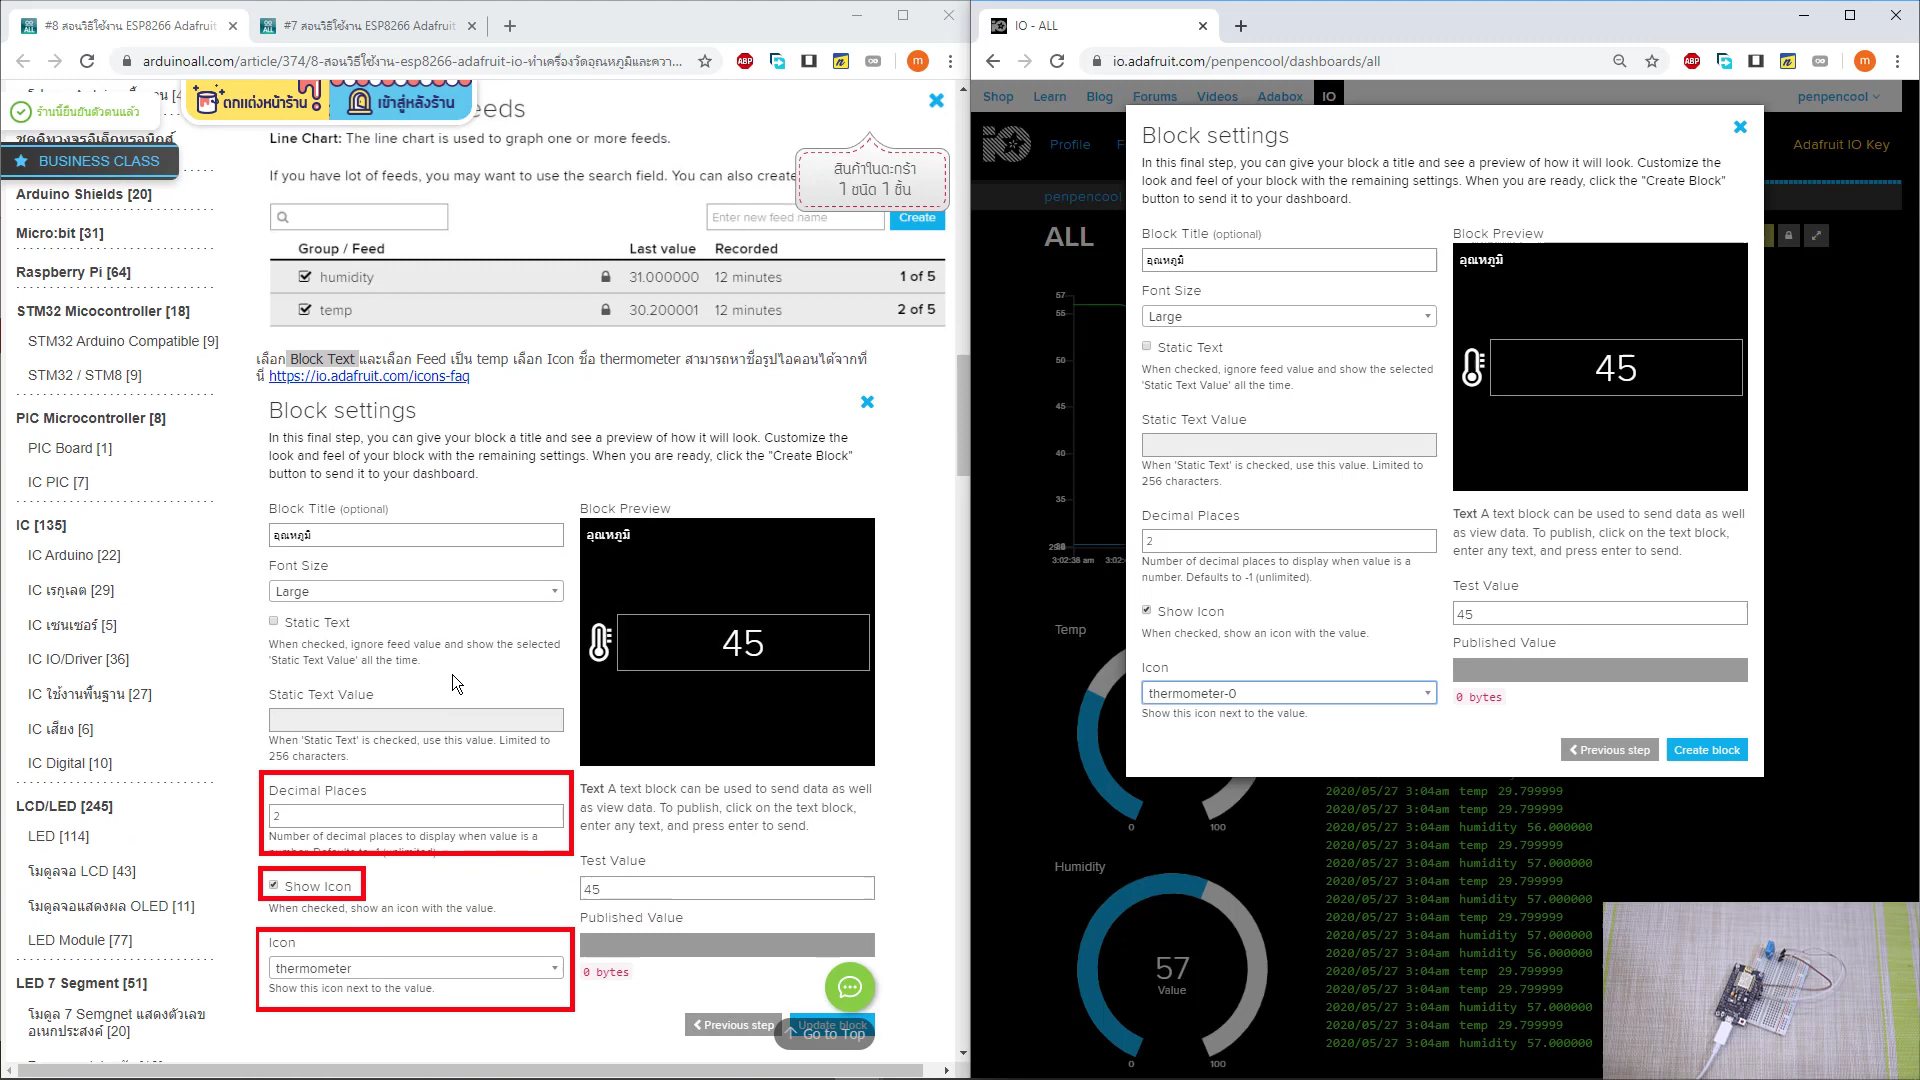 #8 สอนวิธีใช้งาน ESP8266 Adafruit
#7 สอนวิธีใช้งาน ESP8266 Adafruit
arduinoall.com/article/374/8-สอนวิธีใช้งาน-esp8266-adafruit-io-ทำเครื่องวัดอุณหภูมิและควา...
ร้านนี้ยืนยันตัวตนแล้ว
BUSINESS CLASS
ตกแต่งหน้าร้าน
เข้าสู่หลังร้าน
eeds
Line Chart: The line chart is used to graph one or more feeds.
If you have lot of feeds, you may want to use the search field. You can also create
สินค้าในตะกร้า
1 ชนิด 1 ชิ้น
Enter new feed name
Create
Group / Feed Last value Recorded
humidity 31.000000 12 minutes 1 of 5
temp 30.200001 12 minutes 2 of 5
เลือก Block Text และเลือก Feed เป็น temp เลือก Icon ชื่อ thermometer สามารถหาชื่อรูปไอคอนได้จากที่
นี่ https://io.adafruit.com/icons-faq
Block settings
In this final step, you can give your block a title and see a preview of how it will look. Customize the
look and feel of your block with the remaining settings. When you are ready, click the "Create Block"
button to send it to your dashboard.
Block Title (optional)
อุณหภูมิ
Font Size
Large
Static Text
When checked, ignore feed value and show the selected
'Static Text Value' all the time.
Static Text Value
When 'Static Text' is checked, use this value. Limited to
256 characters.
Decimal Places
2
Number of decimal places to display when value is a
Show Icon
When checked, show an icon with the value.
Icon
thermometer
Show this icon next to the value.
Block Preview
อุณหภูมิ
45
Text A text block can be used to send data as well
as view data. To publish, click on the text block,
enter any text, and press enter to send.
Test Value
45
Published Value
0 bytes
Previous step
Update block
Go to Top
Arduino Shields [20]
Micro:bit [31]
Raspberry Pi [64]
STM32 Micocontroller [18]
STM32 Arduino Compatible [9]
STM32 / STM8 [9]
PIC Microcontroller [8]
PIC Board [1]
IC PIC [7]
IC [135]
IC Arduino [22]
IC เรกูเลต [29]
IC เซนเซอร์ [5]
IC IO/Driver [36]
IC ใช้งานพื้นฐาน [27]
IC เสียง [6]
IC Digital [10]
LCD/LED [245]
LED [114]
โมดูลจอ LCD [43]
โมดูลจอแสดงผล OLED [11]
LED Module [77]
LED 7 Segment [51]
โมดูล 7 Semgnet แสดงตัวเลข
อเนกประสงค์ [20]
IO - ALL
io.adafruit.com/penpencool/dashboards/all
Shop Learn Blog Forums Videos Adabox IO penpencool
Profile F Adafruit IO Key
penpencool
ALL
57
55
50
45
40
35
3:02:38 am 3:02:
Temp
0 100
Humidity
57
Value
0 100
Block settings
In this final step, you can give your block a title and see a preview of how it will look. Customize the
look and feel of your block with the remaining settings. When you are ready, click the "Create Block"
button to send it to your dashboard.
Block Title (optional)
อุณหภูมิ
Font Size
Large
Static Text
When checked, ignore feed value and show the selected
'Static Text Value' all the time.
Static Text Value
When 'Static Text' is checked, use this value. Limited to
256 characters.
Decimal Places
2
Number of decimal places to display when value is a
number. Defaults to -1 (unlimited).
Show Icon
When checked, show an icon with the value.
Icon
thermometer-0
Show this icon next to the value.
Block Preview
อุณหภูมิ
45
Text A text block can be used to send data as well
as view data. To publish, click on the text block,
enter any text, and press enter to send.
Test Value
45
Published Value
0 bytes
Previous step
Create block
2020/05/27 3:04am temp 29.799999
2020/05/27 3:04am humidity 56.000000
2020/05/27 3:04am temp 29.799999
2020/05/27 3:04am humidity 57.000000
2020/05/27 3:04am temp 29.799999
2020/05/27 3:04am humidity 57.000000
2020/05/27 3:04am temp 29.799999
2020/05/27 3:04am humidity 57.000000
2020/05/27 3:04am humidity 56.000000
2020/05/27 3:04am temp 29.799999
2020/05/27 3:04am temp 29.799999
2020/05/27 3:04am humidity 57.000000
2020/05/27 3:04am temp 29.799999
2020/05/27 3:04am humidity 57.000000